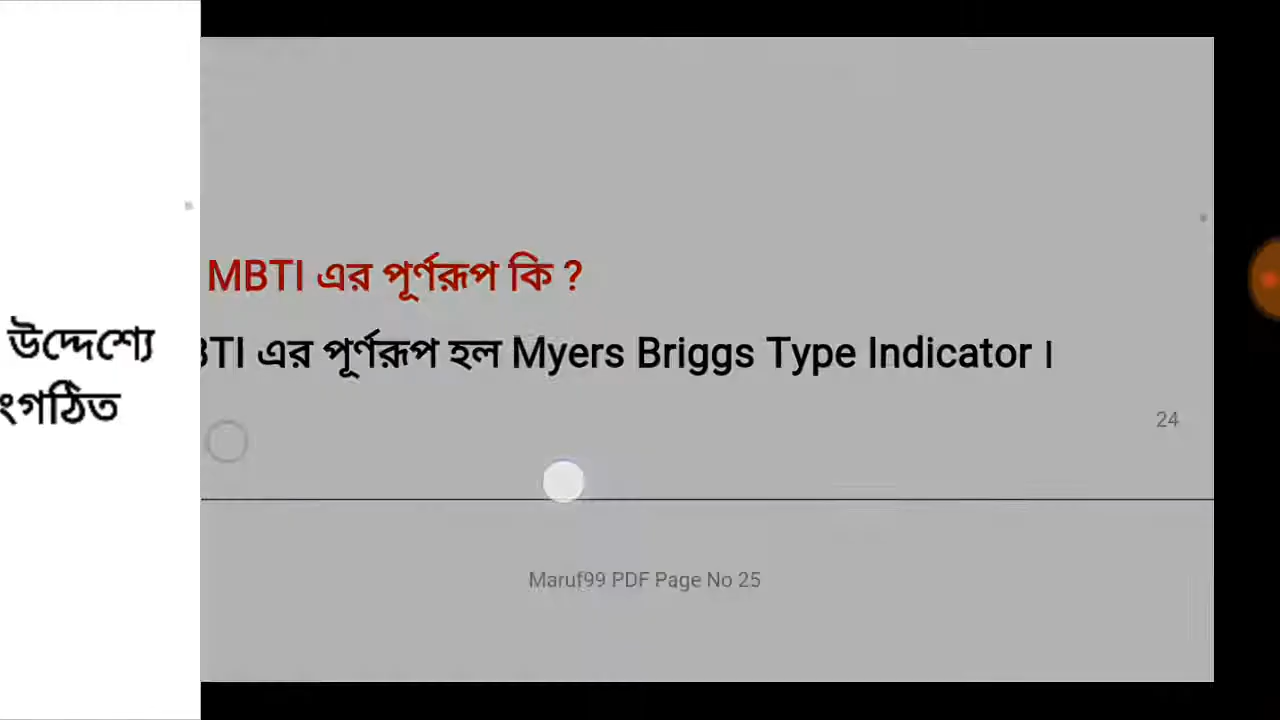 MBTI এর পূর্ণরূপ কি ?
উদ্দেশ্যে
BTI এর পূর্ণরূপ হল Myers Briggs Type Indicator ।
ংগঠিত
24
Maruf99 PDF Page No 25